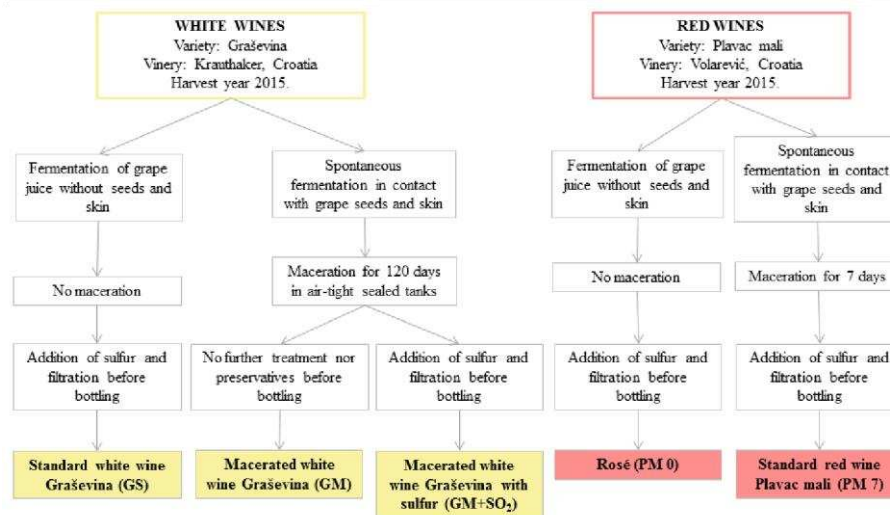 WHITE WINES
Variety: Graševina
Vinery: Krauthaker, Croatia
Harvest year 2015.
RED WINES
Variety: Plavac mali
Vinery: Volarević, Croatia
Harvest year 2015.
Fermentation of grape
juice without seeds and
skin
Spontaneous
fermentation in contact
with grape seeds and skin
Fermentation of grape
juice without seeds and
skin
Spontaneous
fermentation in contact
with grape seeds and
skin
No maceration
Maceration for 120 days
in air-tight sealed tanks
No maceration
Maceration for 7 days
Addition of sulfur and
filtration before
bottling
No further treatment nor
preservatives before
bottling
Addition of sulfur and
filtration before
bottling
Addition of sulfur and
filtration before
bottling
Addition of sulfur and
filtration before
bottling
Standard white wine
Graševina (GS)
Macerated white
wine Graševina (GM)
Macerated white
wine Graševina with
sulfur (GM+SO₂)
Rosé (PM 0)
Standard red wine
Plavac mali (PM 7)